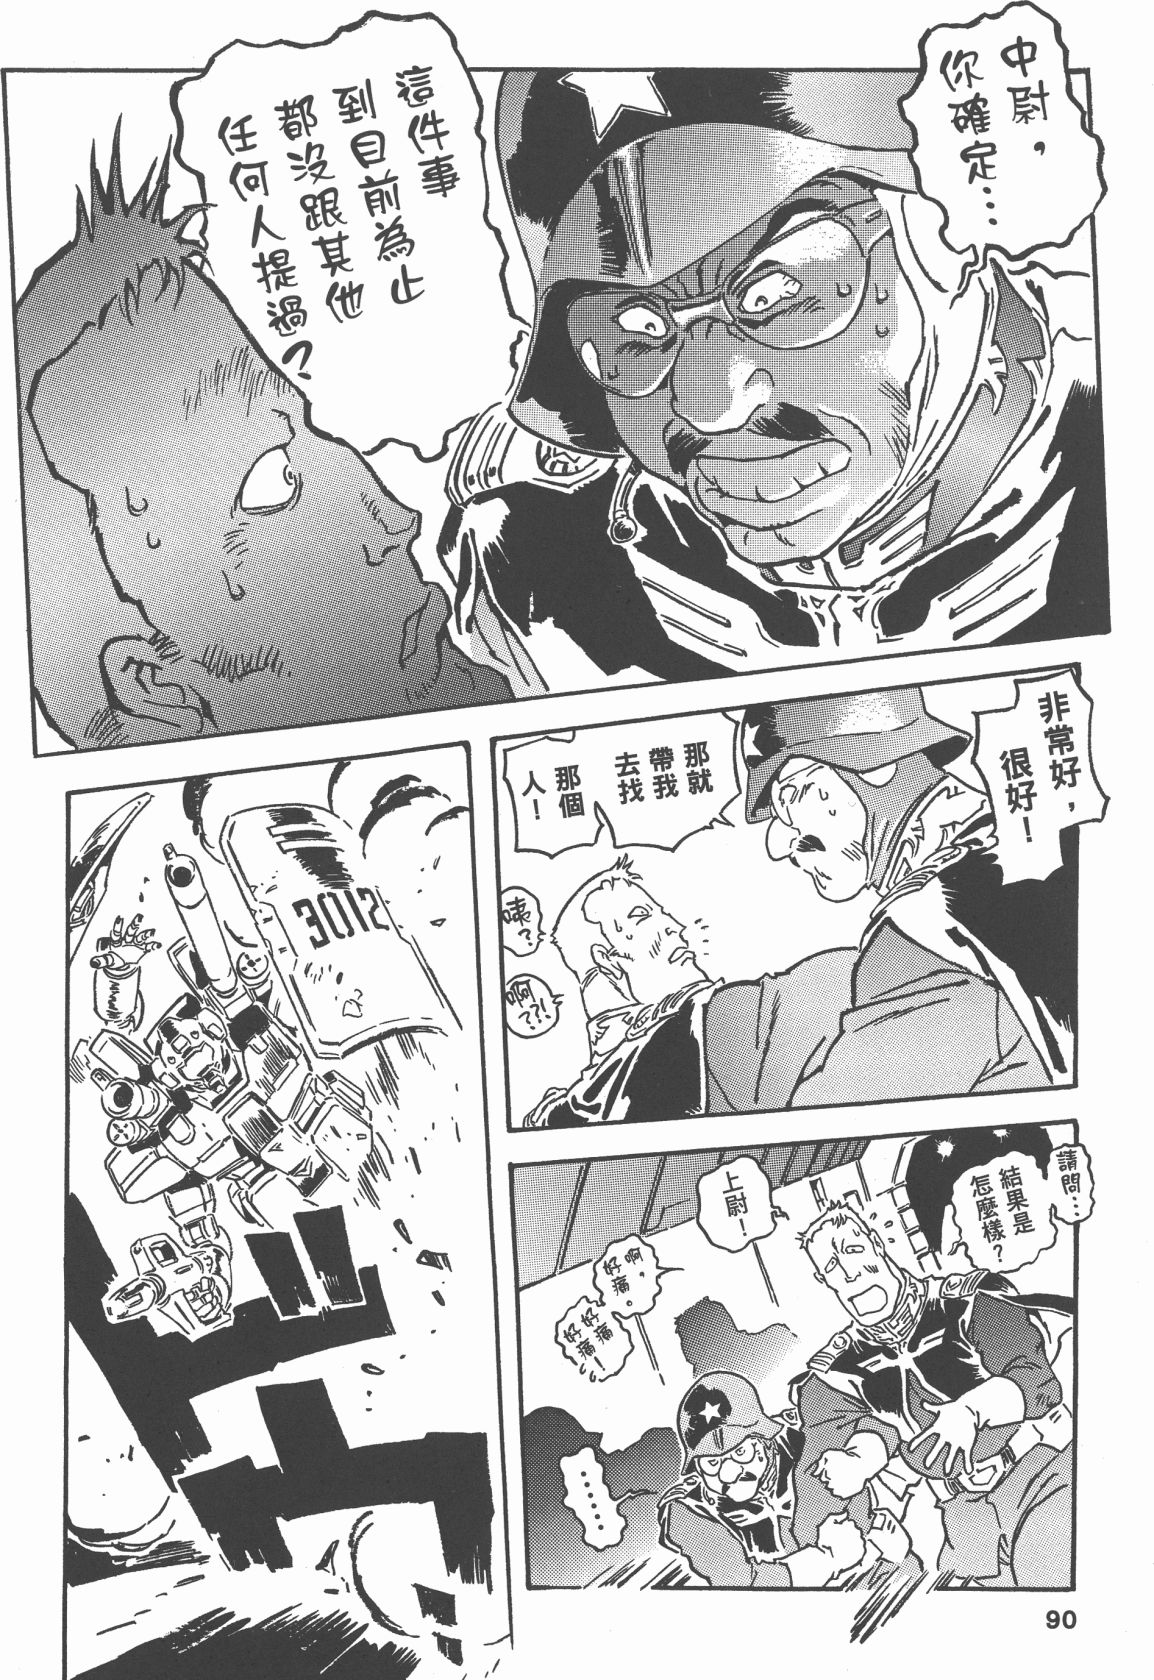 中尉，
你確定…
這件事
到目前為止
都沒跟其他
任何人提過？
非常好，
很好！
那就
帶我
去找
那個
人！
咦？
啊
??!
3012
請問…
結果是
怎麼樣？
上尉！
啊，
好痛。
好痛
好痛！
……
90